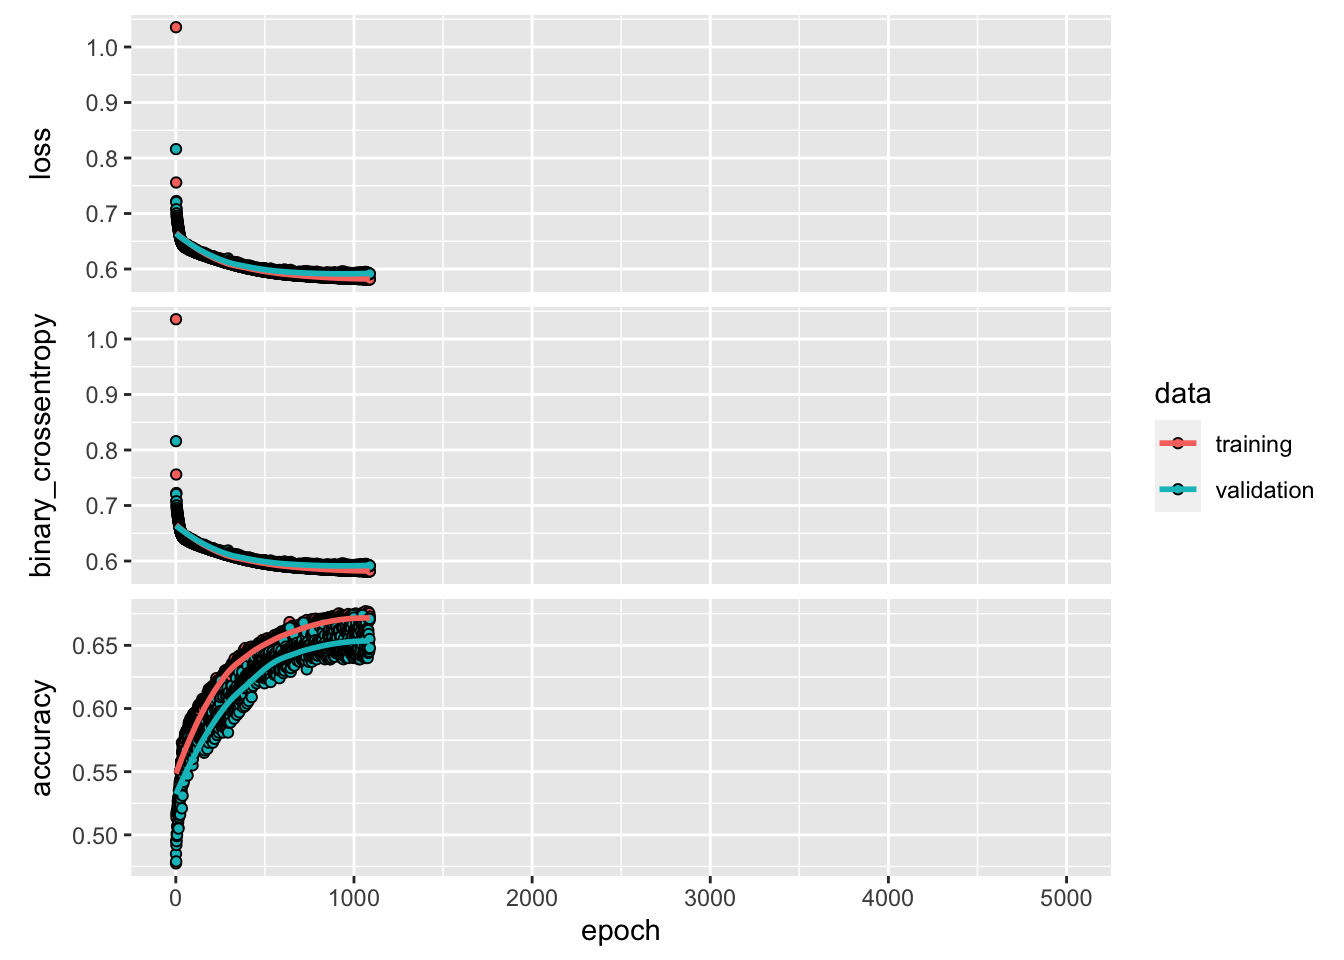 loss
1.0
0.9
0.8
0.7
0.6
binary_crossentropy
1.0
0.9
0.8
0.7
0.6
accuracy
0.65
0.60
0.55
0.50
0 1000 2000 3000 4000 5000
epoch
data
training
validation